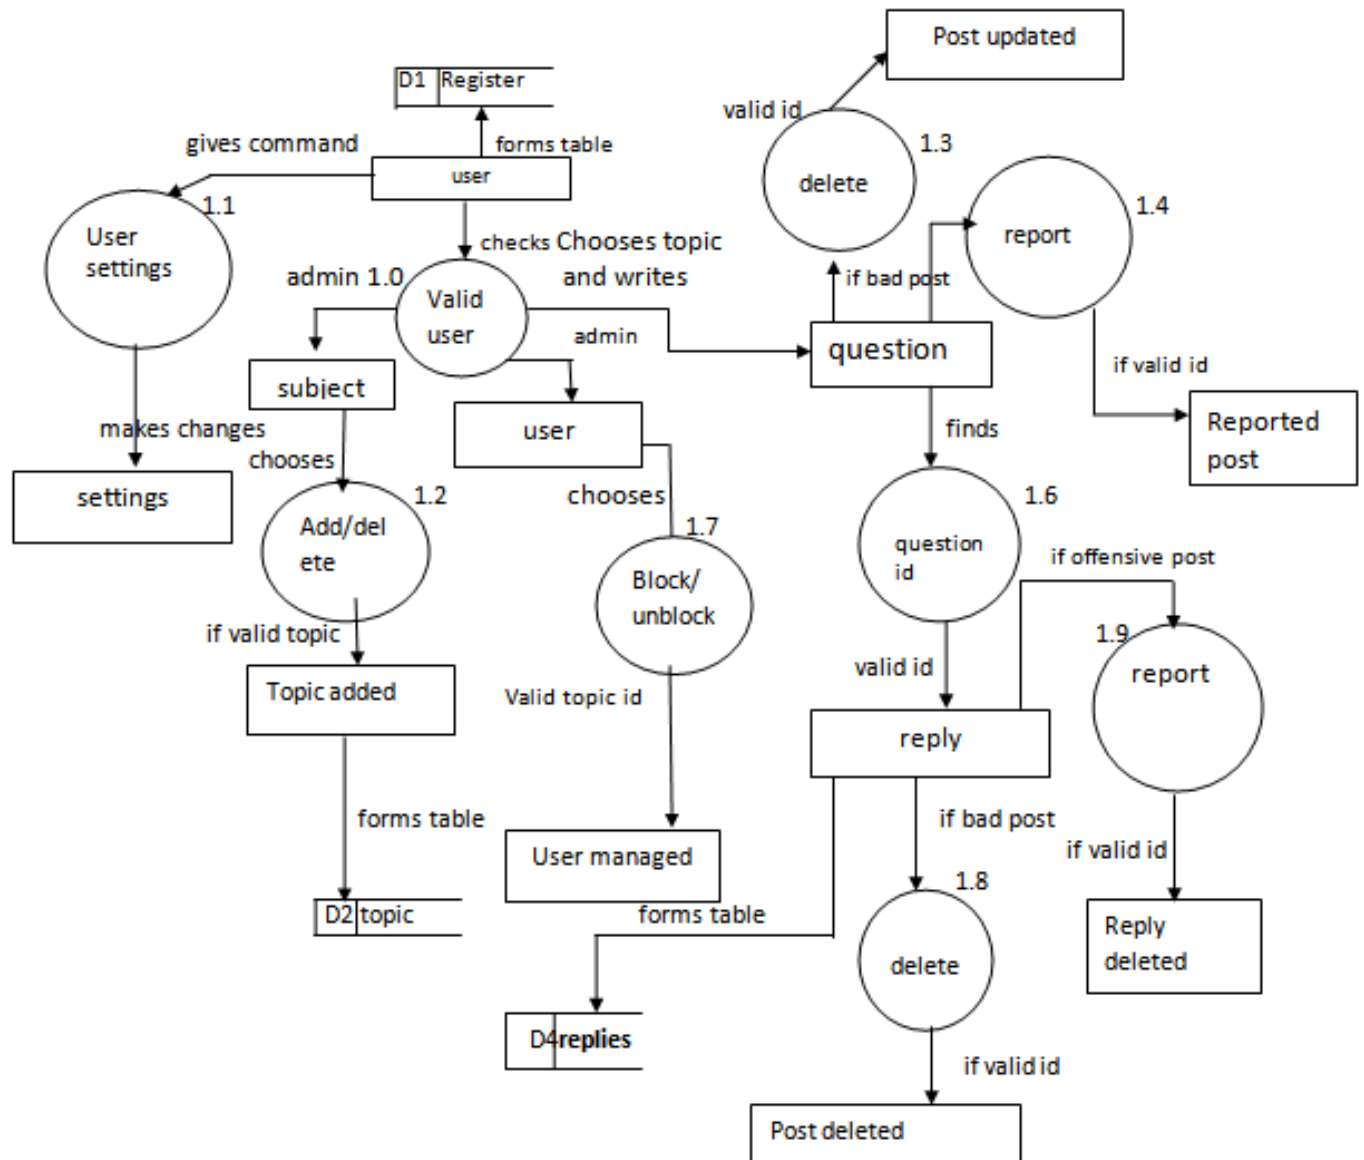 Post updated
D1 Register
valid id
gives command
forms table
1.3
user
delete
1.4
1.1
User
settings
report
checks Chooses topic
and writes
admin 1.0
if bad post
Valid
user
admin
question
if valid id
subject
user
finds
Reported
post
makes changes
chooses
settings
chooses
1.2
1.6
Add/del
ete
1.7
question
id
if offensive post
Block/
unblock
if valid topic
1.9
valid id
report
Topic added
Valid topic id
reply
forms table
if bad post
User managed
if valid id
1.8
D2 topic
forms table
Reply
deleted
delete
D4 replies
if valid id
Post deleted